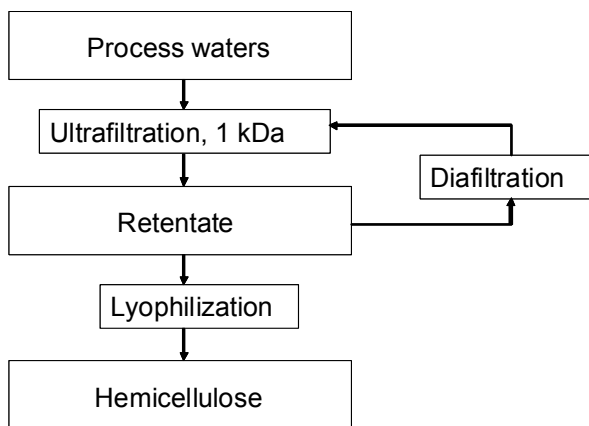 Process waters
Ultrafiltration, 1 kDa
Diafiltration
Retentate
Lyophilization
Hemicellulose